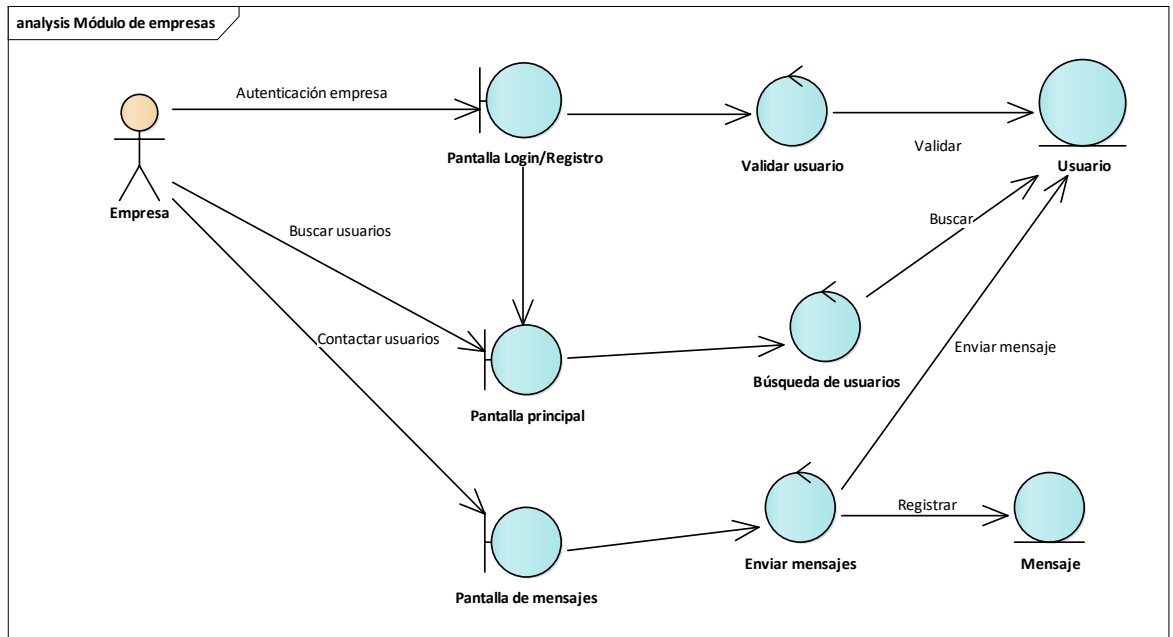 analysis Módulo de empresas
Autenticación empresa
Pantalla Login/Registro
Validar usuario
Validar
Usuario
Empresa
Buscar usuarios
Buscar
Contactar usuarios
Enviar mensaje
Búsqueda de usuarios
Pantalla principal
Registrar
Enviar mensajes
Mensaje
Pantalla de mensajes